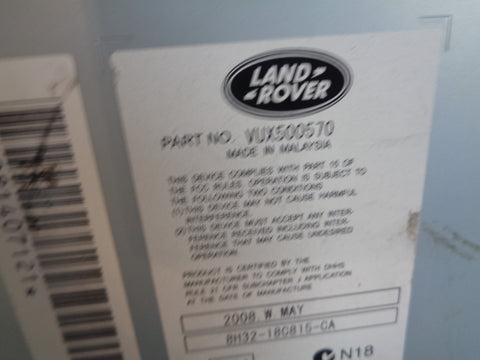 LAND
ROVER
PART NO. VUX500570
MADE IN MALAYSIA
THIS DEVICE COMPLIES WITH PART 15 OF
THE FCC RULES. OPERATION IS SUBJECT TO
THE FOLLOWING TWO CONDITIONS
(1)THIS DEVICE MAY NOT CAUSE HARMFUL
INTERFERENCE.
(2)THIS DEVICE MUST ACCEPT ANY INTER-
FERENCE RECEIVED INCLUDING INTER-
FERENCE THAT MAY CAUSE UNDESIRED
OPERATION.
PRODUCT IS CERTIFIED BY THE
MANUFACTURER TO COMPLY WITH DHHS
RULE 21 CFR SUBCHAPTER J APPLICATION
AT THE DATE OF MANUFACTURE
2008. W MAY
8H32-18C815-CA
N18